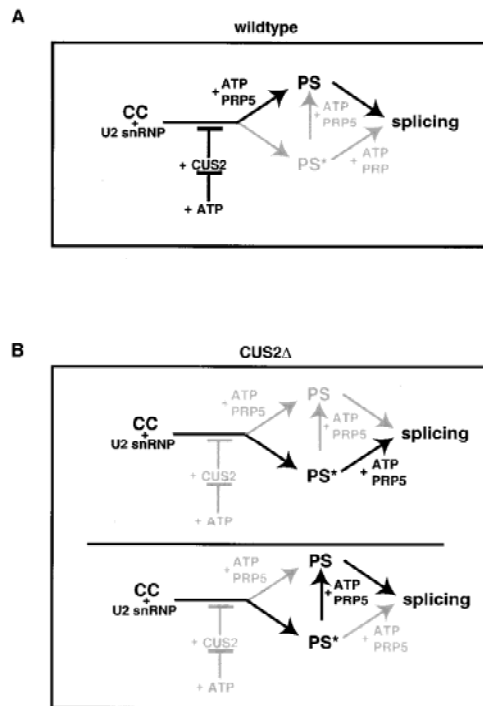 A
wildtype
+ ATP
PRP5
PS
+ ATP
PRP5
CC
+
U2 snRNP
splicing
+ CUS2
PS*
+ ATP
PRP
+ ATP
B
CUS2Δ
+ ATP
PRP5
PS
+ ATP
PRP5
CC
+
U2 snRNP
splicing
+ CUS2
PS*
+ ATP
PRP5
+ ATP
+ ATP
PRP5
PS
+ ATP
PRP5
CC
+
U2 snRNP
splicing
+ CUS2
PS*
+ ATP
PRP5
+ ATP